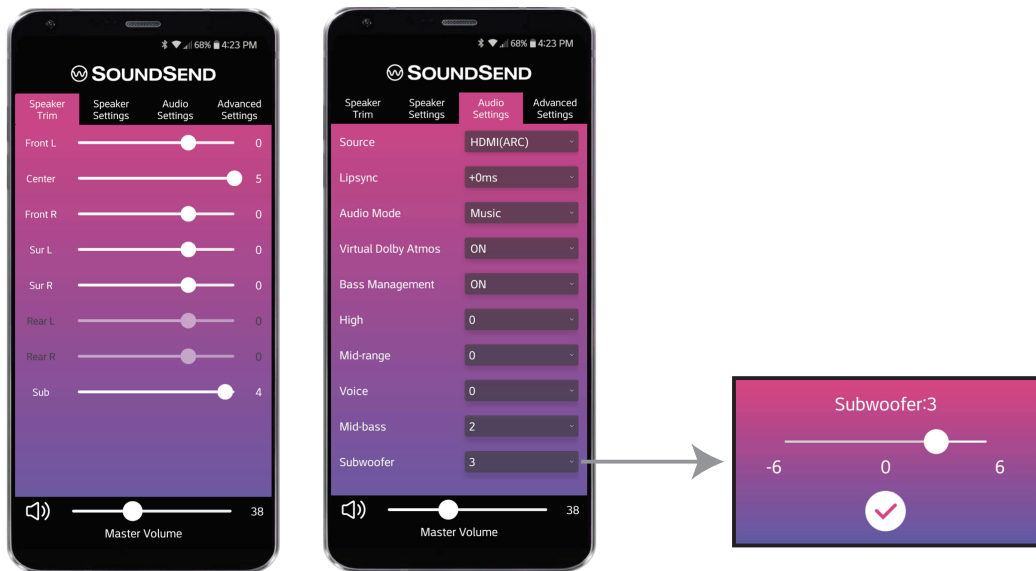 68% 4:23 PM
SOUNDSEND
Speaker Trim
Speaker Settings
Audio Settings
Advanced Settings
Front L 0
Center 5
Front R 0
Sur L 0
Sur R 0
Rear L 0
Rear R 0
Sub 4
38
Master Volume
68% 4:23 PM
SOUNDSEND
Speaker Trim
Speaker Settings
Audio Settings
Advanced Settings
Source HDMI(ARC)
Lipsync +0ms
Audio Mode Music
Virtual Dolby Atmos ON
Bass Management ON
High 0
Mid-range 0
Voice 0
Mid-bass 2
Subwoofer 3
38
Master Volume
Subwoofer:3
-6 0 6